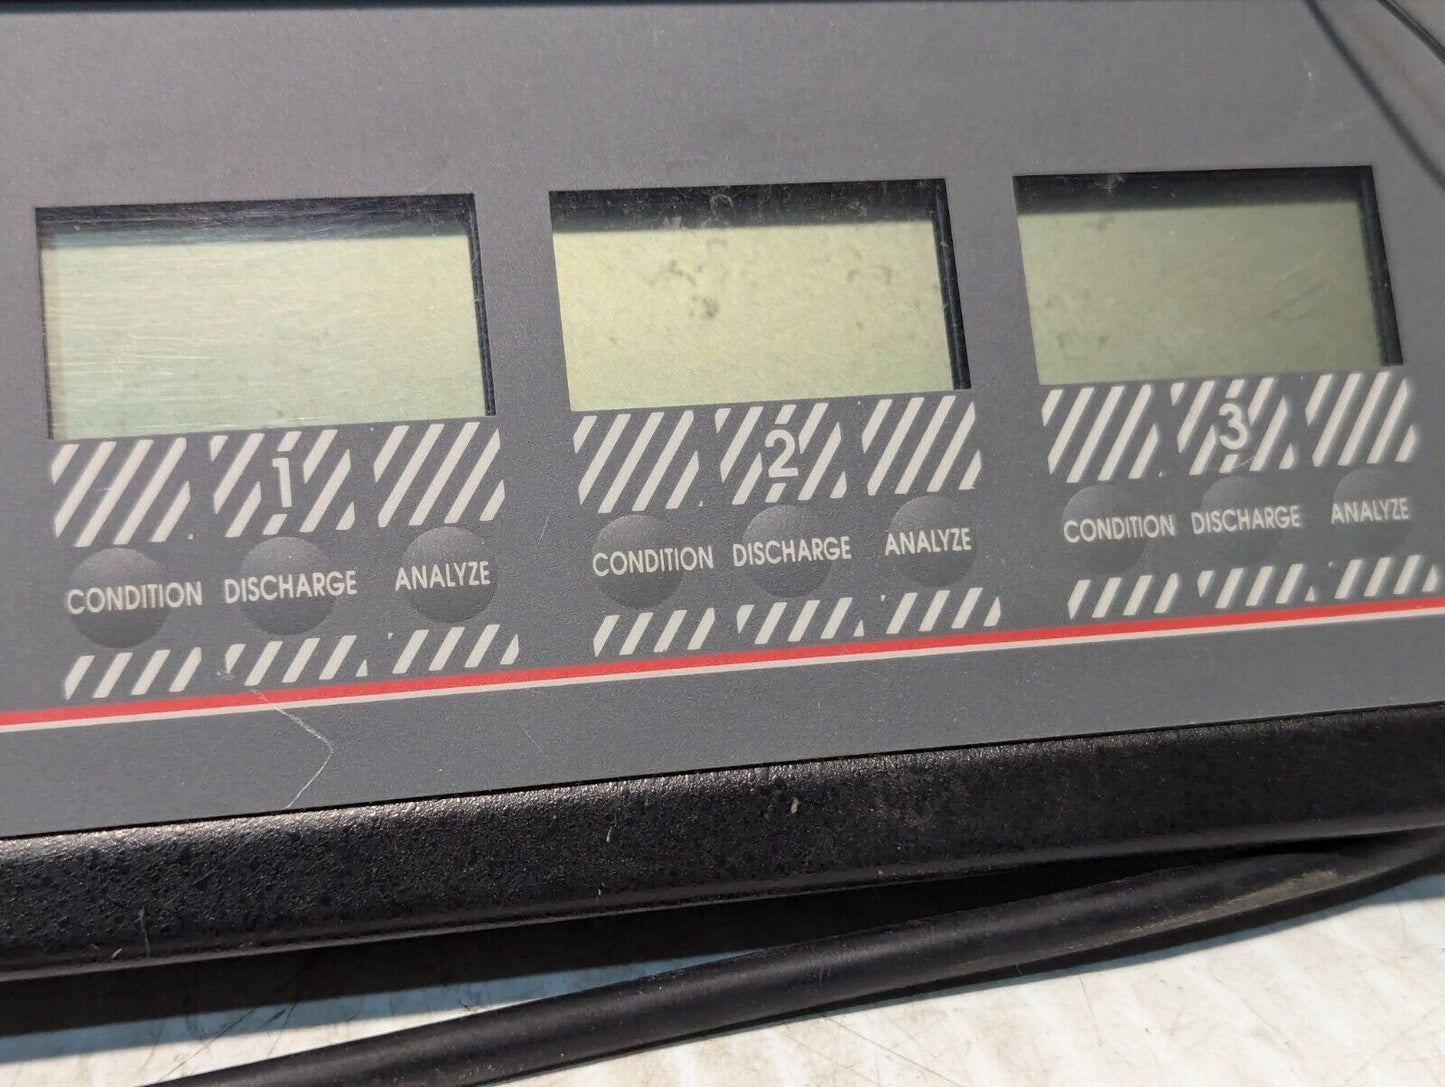 1
CONDITION DISCHARGE ANALYZE
2
CONDITION DISCHARGE ANALYZE
3
CONDITION DISCHARGE ANALYZE